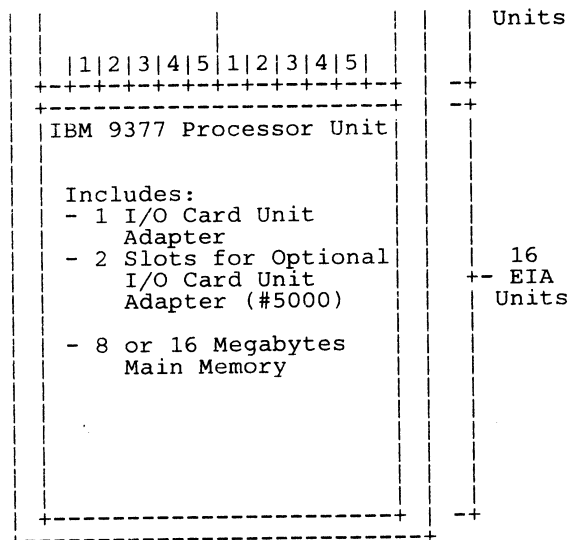 Units
|1|2|3|4|5|1|2|3|4|5|
IBM 9377 Processor Unit
Includes:
- 1 I/O Card Unit
Adapter
- 2 Slots for Optional
I/O Card Unit
Adapter (#5000)
- 8 or 16 Megabytes
Main Memory
16
EIA
Units